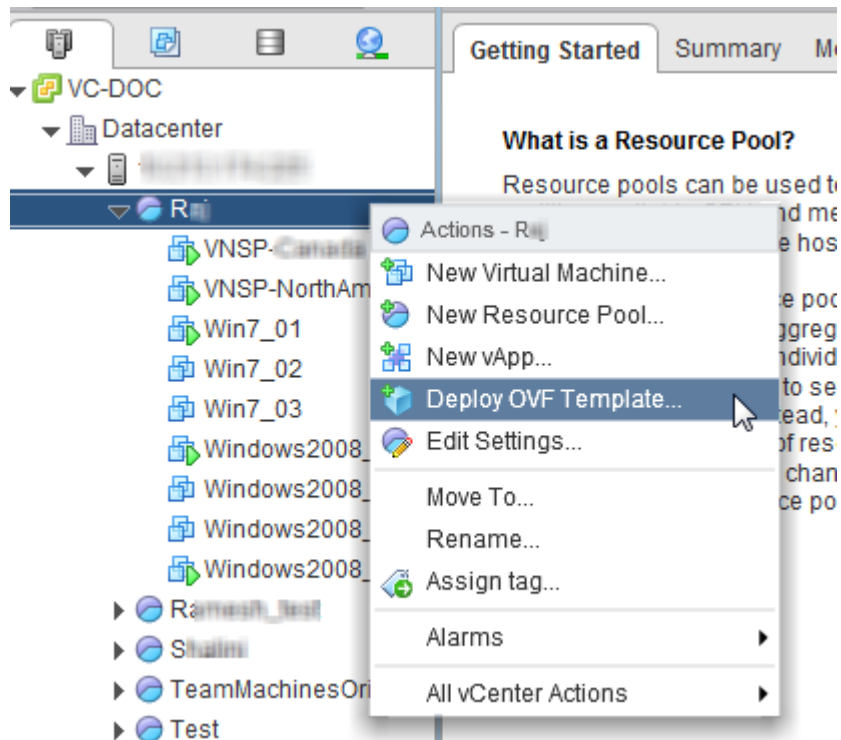 Getting Started Summary
VC-DOC
Datacenter
What is a Resource Pool?
Resource pools can be used
Actions -
VNSP-
New Virtual Machine...
VNSP-NorthAm
New Resource Pool...
Win7_01
New vApp...
Win7_02
Deploy OVF Template...
Win7_03
Edit Settings...
Windows2008_
Windows2008_
Move To...
Windows2008_
Rename...
Windows2008_
Assign tag...
Alarms
TeamMachinesOri
All vCenter Actions
Test